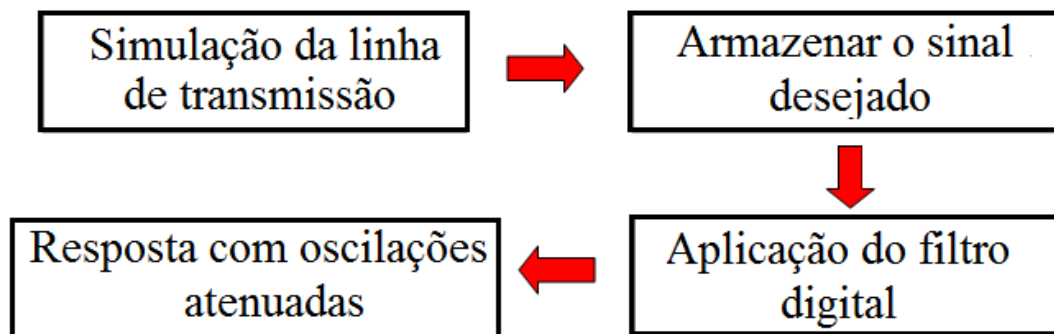 Simulação da linha
de transmissão
Armazenar o sinal
desejado
Aplicação do filtro
digital
Resposta com oscilações
atenuadas